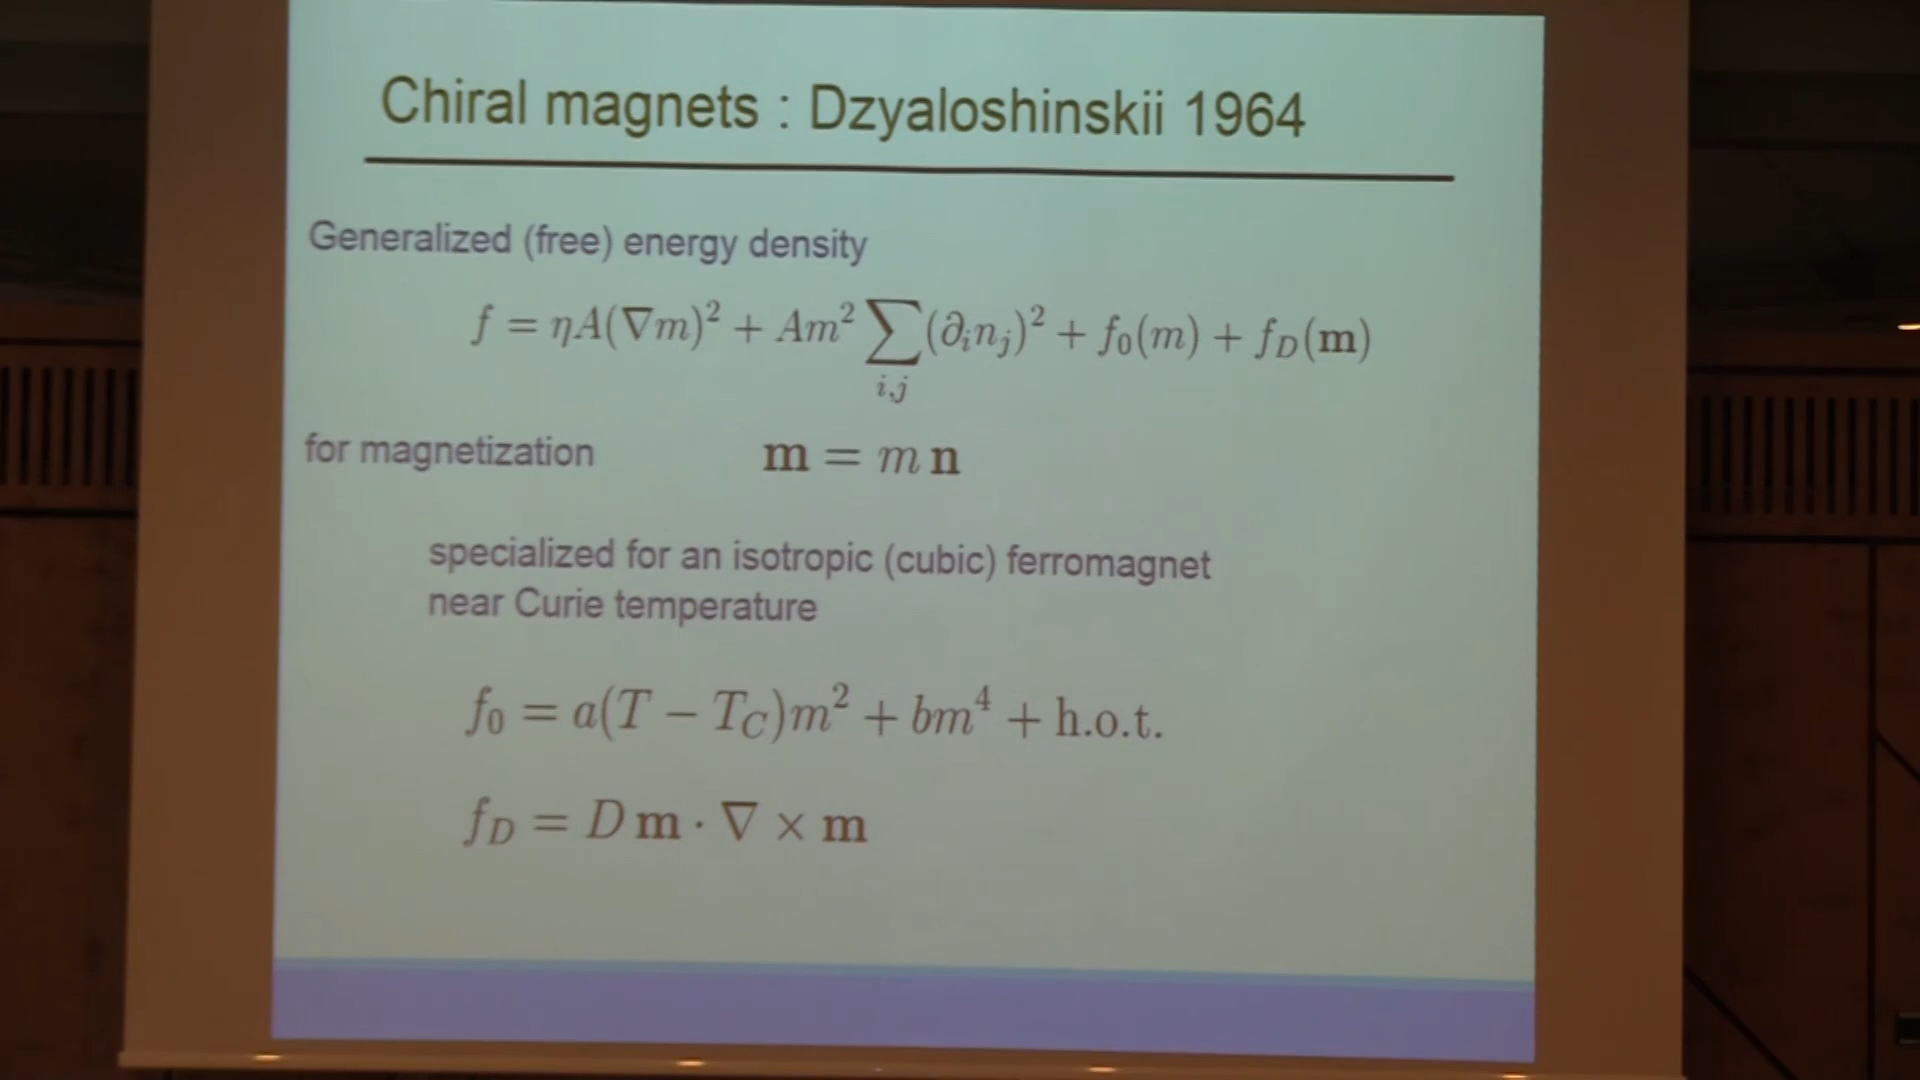 Chiral magnets : Dzyaloshinskii 1964
Generalized (free) energy density
f = ηA(∇m)² + Am² ∑_{i,j} (∂ᵢnⱼ)² + f₀(m) + f_D(𝐦)
for magnetization 𝐦 = m 𝐧
specialized for an isotropic (cubic) ferromagnet
near Curie temperature
f₀ = a(T − T_C)m² + bm⁴ + h.o.t.
f_D = D 𝐦 · ∇ × 𝐦